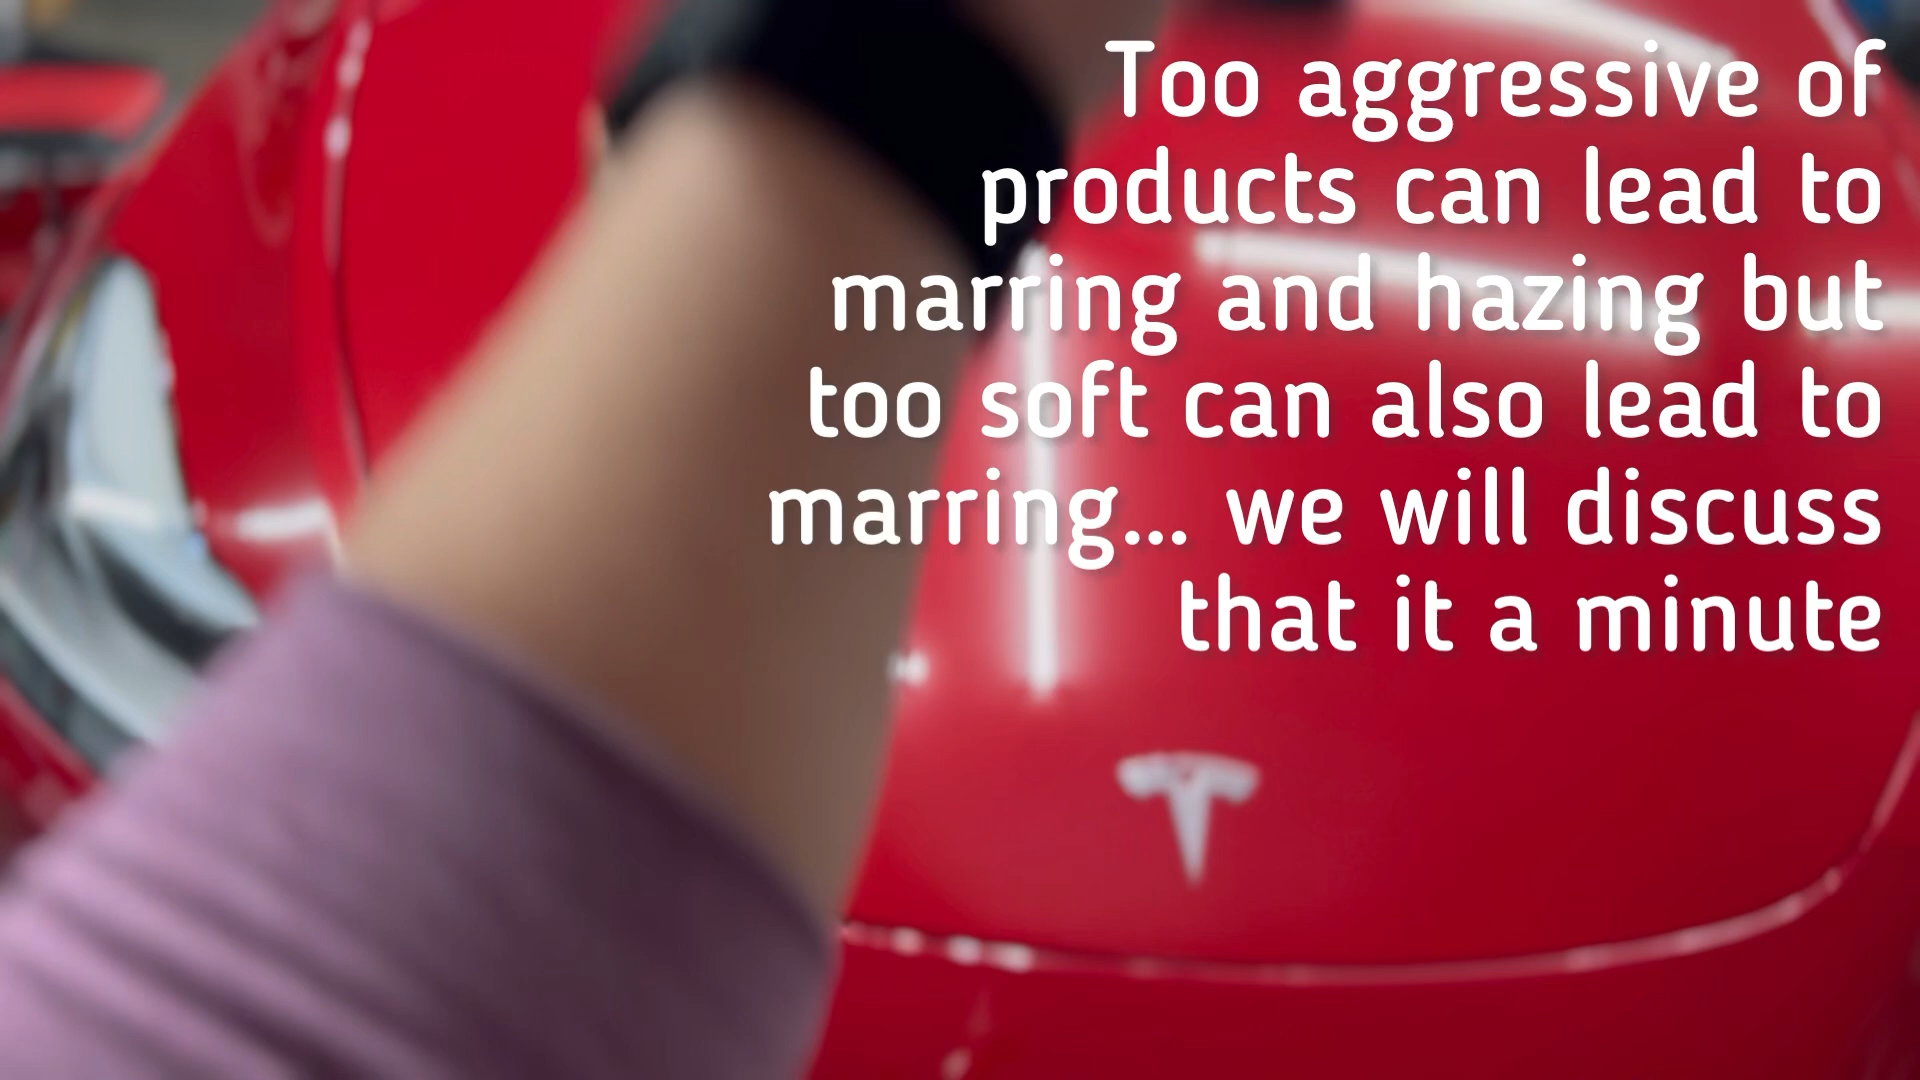 Too aggressive of
products can lead to
marring and hazing but
too soft can also lead to
marring... we will discuss
that it a minute